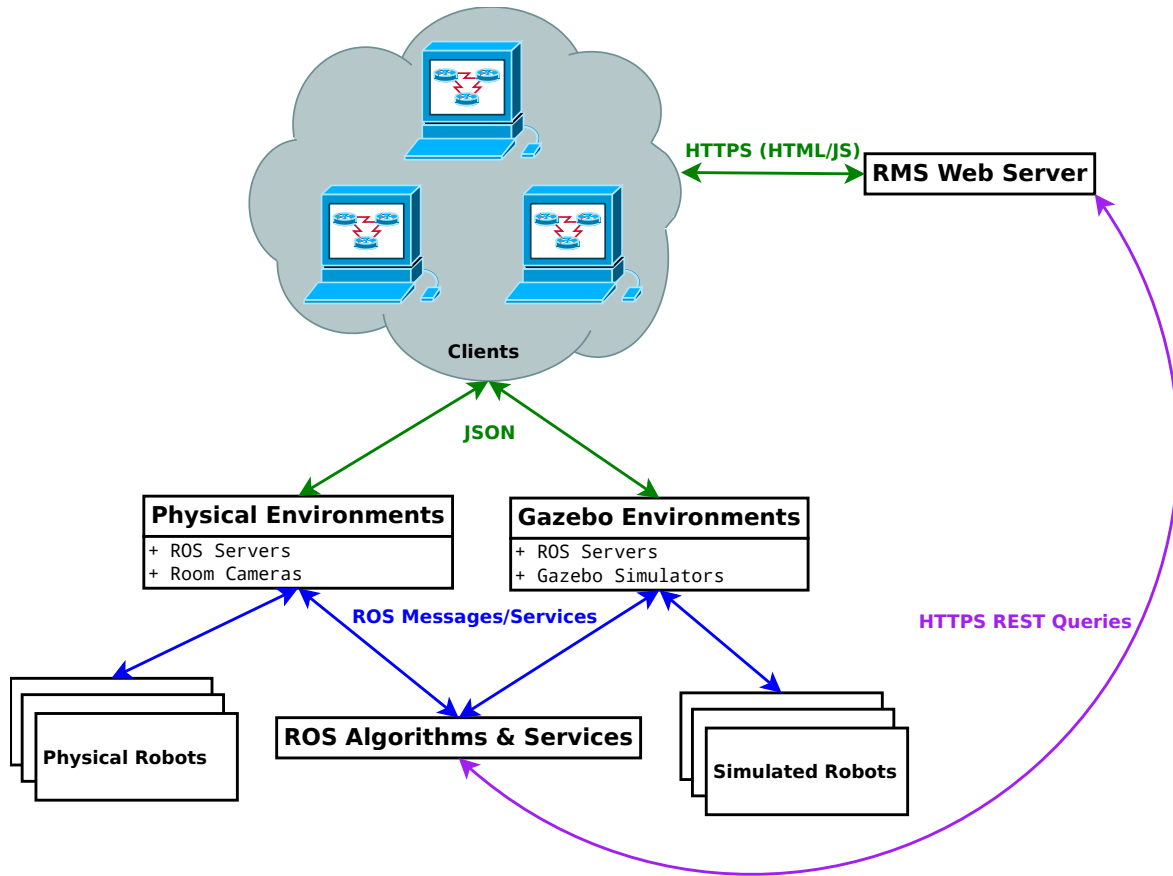 HTTPS (HTML/JS)
RMS Web Server
Clients
JSON
Physical Environments
+ ROS Servers
+ Room Cameras
Gazebo Environments
+ ROS Servers
+ Gazebo Simulators
ROS Messages/Services
HTTPS REST Queries
Physical Robots
ROS Algorithms & Services
Simulated Robots